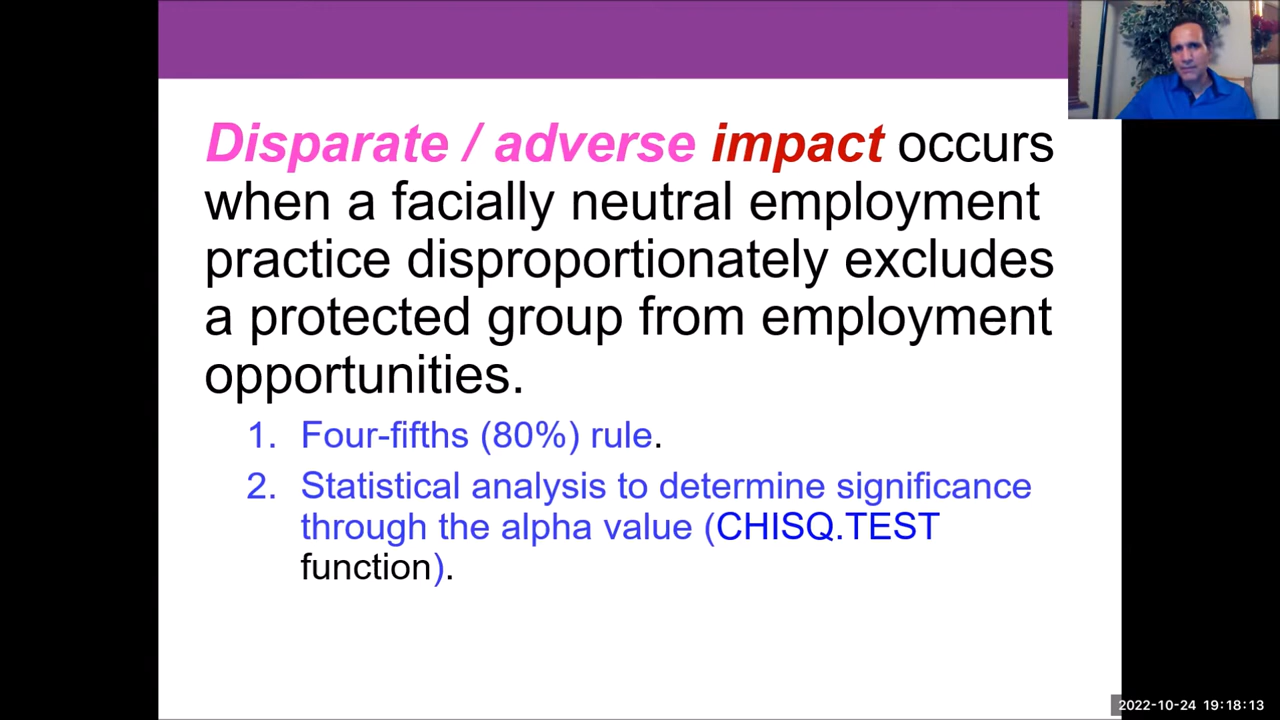 Disparate / adverse impact occurs
when a facially neutral employment
practice disproportionately excludes
a protected group from employment
opportunities.
1. Four-fifths (80%) rule.
2. Statistical analysis to determine significance
through the alpha value (CHISQ.TEST
function).
2022-10-24 19:18:13